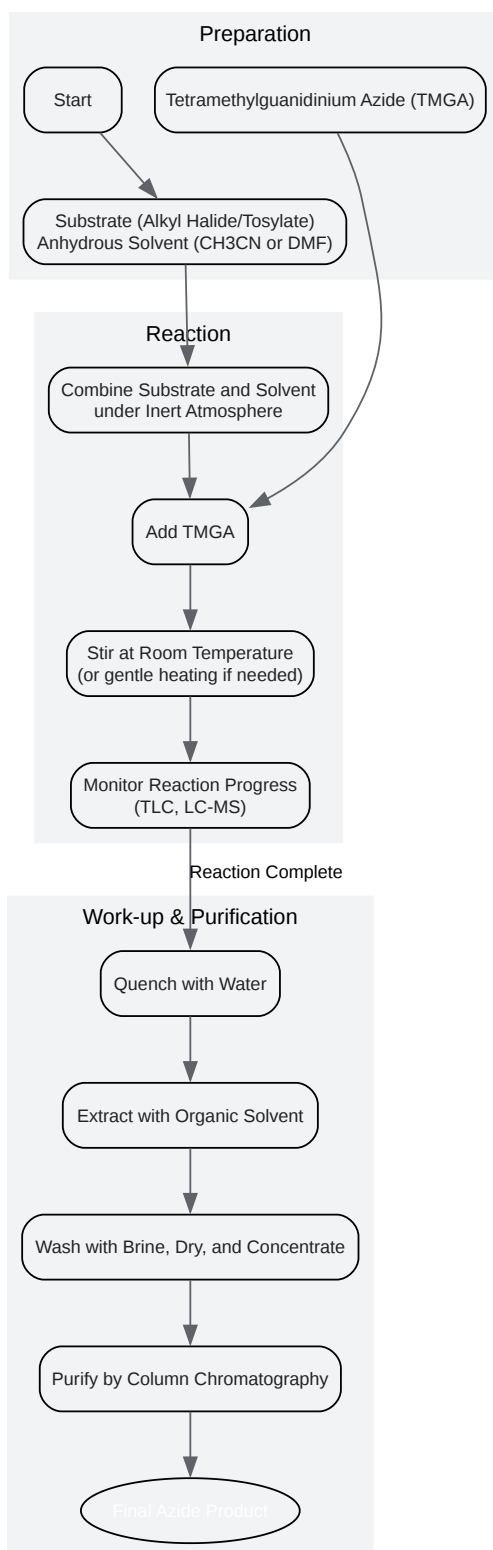 Preparation
Start
Tetramethylguanidinium Azide (TMGA)
Substrate (Alkyl Halide/Tosylate)
Anhydrous Solvent (CH3CN or DMF)
Reaction
Combine Substrate and Solvent
under Inert Atmosphere
Add TMGA
Stir at Room Temperature
(or gentle heating if needed)
Monitor Reaction Progress
(TLC, LC-MS)
Reaction Complete
Work-up & Purification
Quench with Water
Extract with Organic Solvent
Wash with Brine, Dry, and Concentrate
Purify by Column Chromatography
Final Azide Product